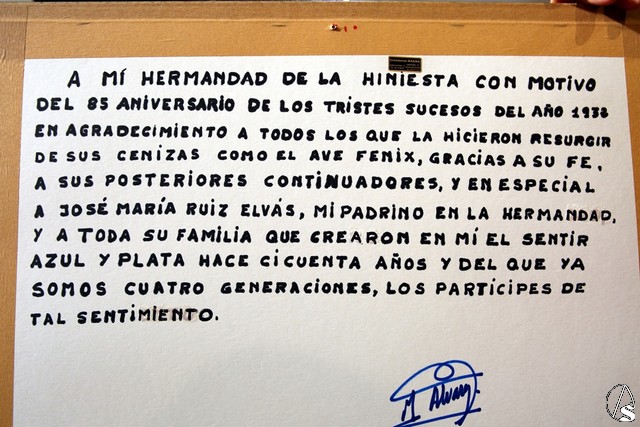 A MÍ HERMANDAD DE LA HINIESTA CON MOTIVO
DEL 85 ANIVERSARIO DE LOS TRISTES SUCESOS DEL AÑO 1932
EN AGRADECIMIENTO A TODOS LOS QUE LA HICIERON RESURGIR
DE SUS CENIZAS COMO EL AVE FENIX, GRACIAS A SU FE,
A SUS POSTERIORES CONTINUADORES, Y EN ESPECIAL
A JOSÉ MARÍA RUIZ ELVÁS, MI PADRINO EN LA HERMANDAD,
Y A TODA SU FAMILIA QUE CREARON EN MÍ EL SENTIR
AZUL Y PLATA HACE CICUENTA AÑOS Y DEL QUE YA
SOMOS CUATRO GENERACIONES, LOS PARTICIPES DE
TAL SENTIMIENTO.
M Alvarez